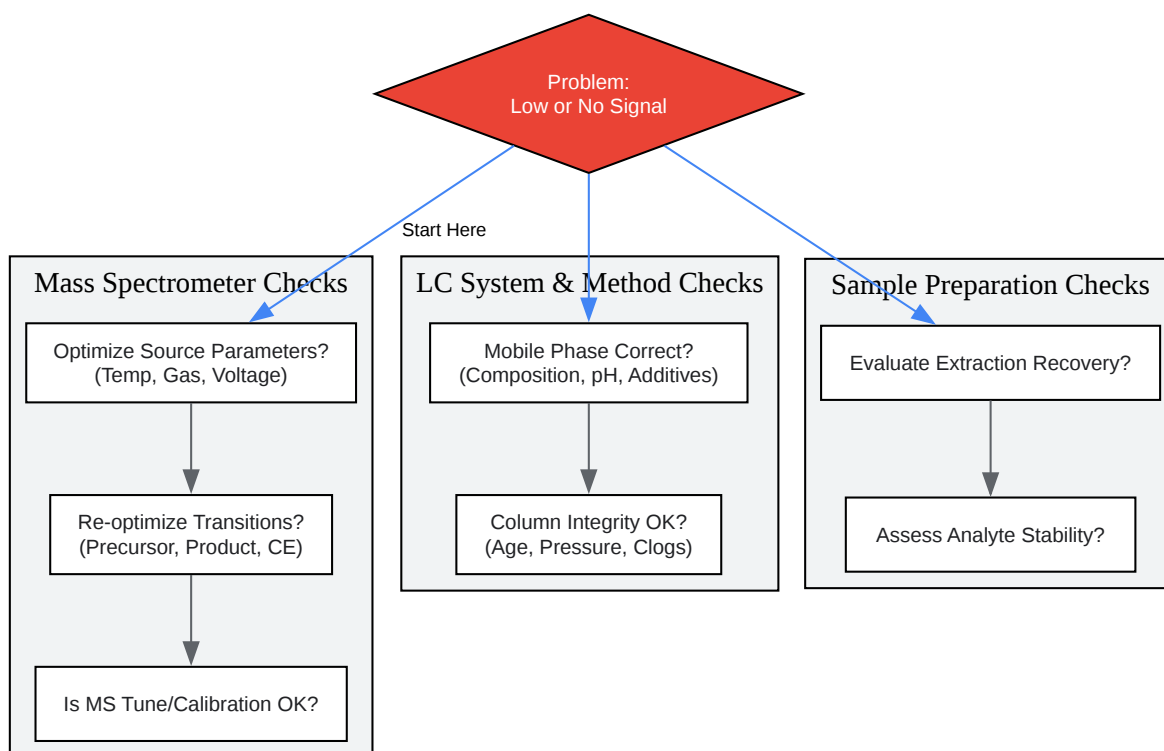 Problem:
Low or No Signal
Start Here
Mass Spectrometer Checks
Optimize Source Parameters?
(Temp, Gas, Voltage)
Re-optimize Transitions?
(Precursor, Product, CE)
Is MS Tune/Calibration OK?
LC System & Method Checks
Mobile Phase Correct?
(Composition, pH, Additives)
Column Integrity OK?
(Age, Pressure, Clogs)
Sample Preparation Checks
Evaluate Extraction Recovery?
Assess Analyte Stability?